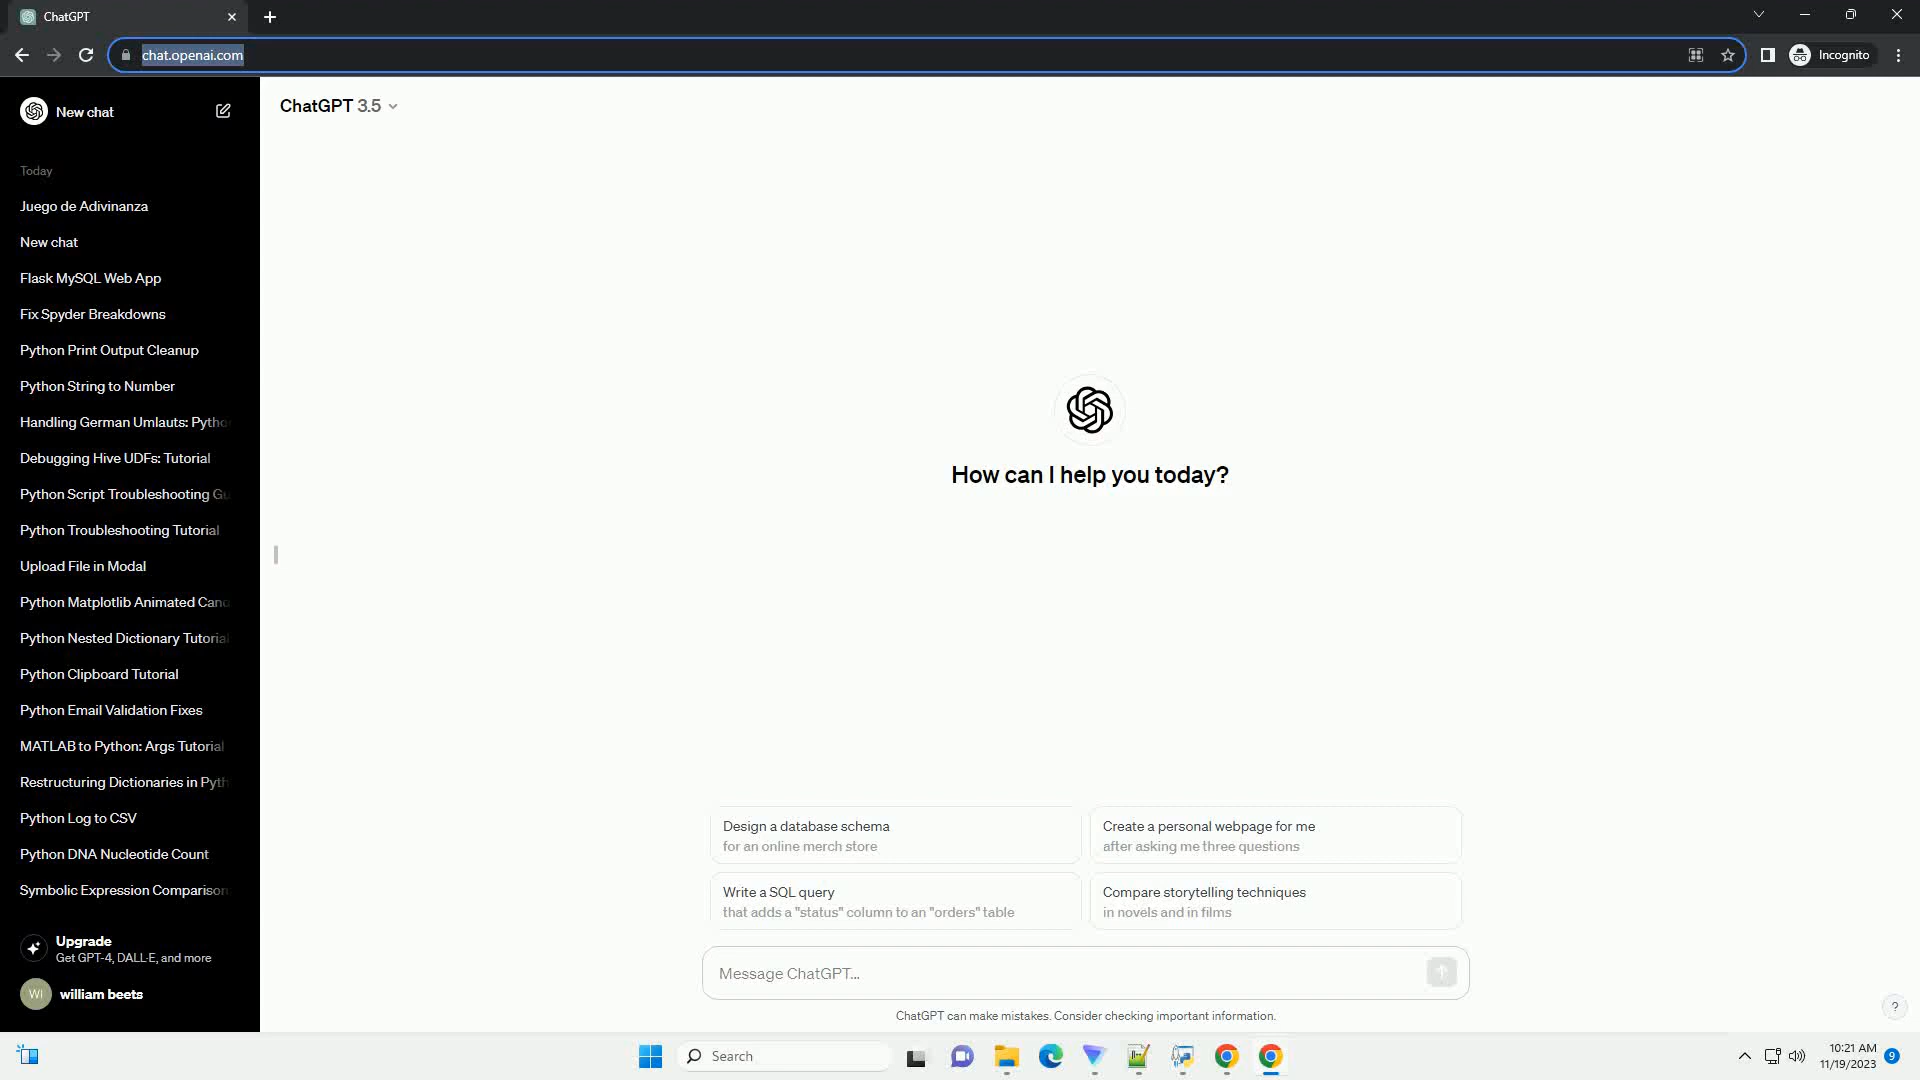 ChatGPT
chat.openai.com
Incognito
New chat
ChatGPT 3.5
Today
Juego de Adivinanza
New chat
Flask MySQL Web App
Fix Spyder Breakdowns
Python Print Output Cleanup
Python String to Number
Handling German Umlauts: Pytho
Debugging Hive UDFs: Tutorial
Python Script Troubleshooting Gu
Python Troubleshooting Tutorial
Upload File in Modal
Python Matplotlib Animated Canc
Python Nested Dictionary Tutorial
Python Clipboard Tutorial
Python Email Validation Fixes
MATLAB to Python: Args Tutorial
Restructuring Dictionaries in Pyth
Python Log to CSV
Python DNA Nucleotide Count
Symbolic Expression Comparison
Upgrade
Get GPT-4, DALL·E, and more
WI
william beets
How can I help you today?
Design a database schema
for an online merch store
Create a personal webpage for me
after asking me three questions
Write a SQL query
that adds a "status" column to an "orders" table
Compare storytelling techniques
in novels and in films
Message ChatGPT...
ChatGPT can make mistakes. Consider checking important information.
?
Search
10:21 AM
11/19/2023
9